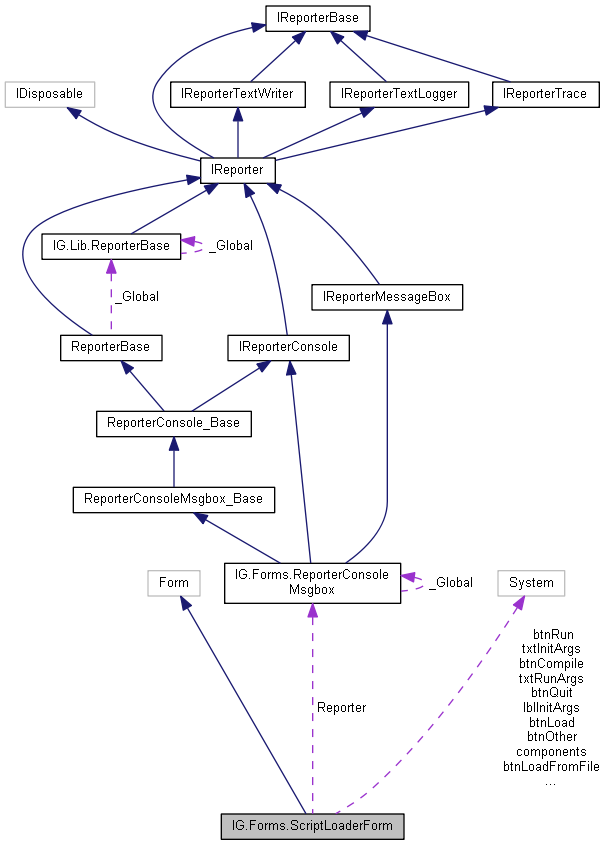 IReporterBase
IDisposable
IReporterTextWriter
IReporterTextLogger
IReporterTrace
IReporter
IG.Lib.ReporterBase
_Global
_Global
IReporterMessageBox
ReporterBase
IReporterConsole
ReporterConsole_Base
ReporterConsoleMsgbox_Base
Form
IG.Forms.ReporterConsole
Msgbox
_Global
System
btnRun
txtInitArgs
btnCompile
txtRunArgs
btnQuit
lblInitArgs
btnLoad
btnOther
components
btnLoadFromFile
...
Reporter
IG.Forms.ScriptLoaderForm